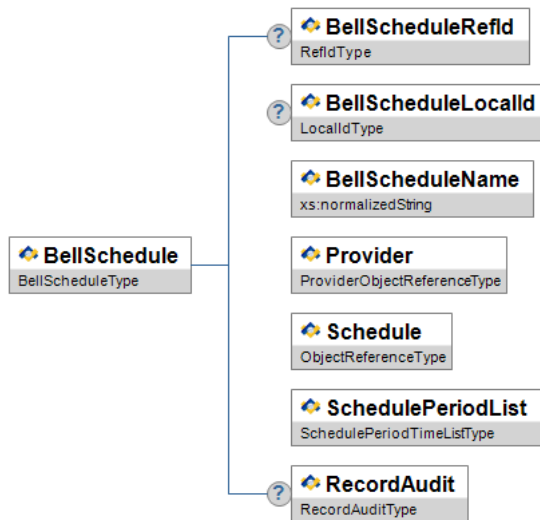 ?
BellScheduleRefId
RefIdType
?
BellScheduleLocalId
LocalIdType
BellScheduleName
xs:normalizedString
BellSchedule
BellScheduleType
Provider
ProviderObjectReferenceType
Schedule
ObjectReferenceType
SchedulePeriodList
SchedulePeriodTimeListType
?
RecordAudit
RecordAuditType